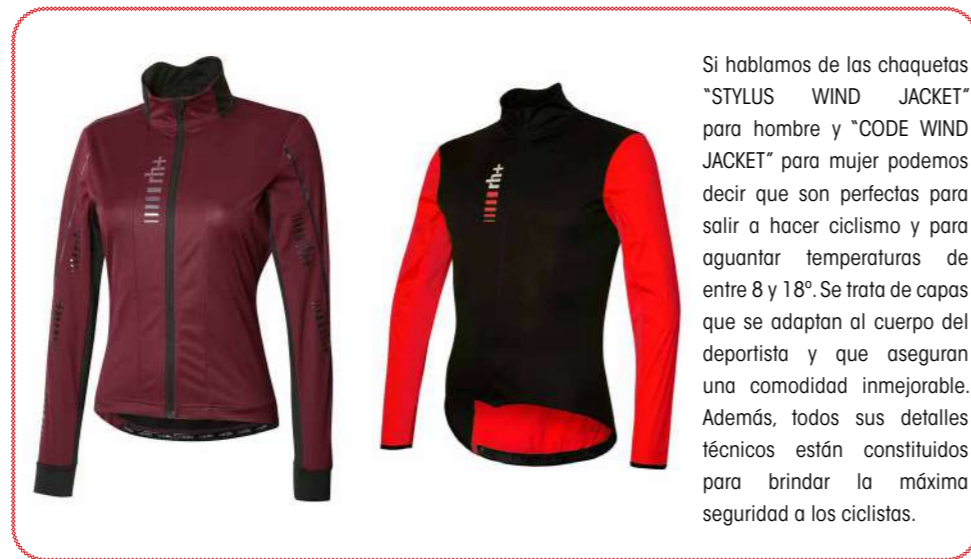 rh+
rh+
Si hablamos de las chaquetas
“STYLUS WIND JACKET”
para hombre y “CODE WIND
JACKET” para mujer podemos
decir que son perfectas para
salir a hacer ciclismo y para
aguantar temperaturas de
entre 8 y 18º. Se trata de capas
que se adaptan al cuerpo del
deportista y que aseguran
una comodidad inmejorable.
Además, todos sus detalles
técnicos están constituidos
para brindar la máxima
seguridad a los ciclistas.